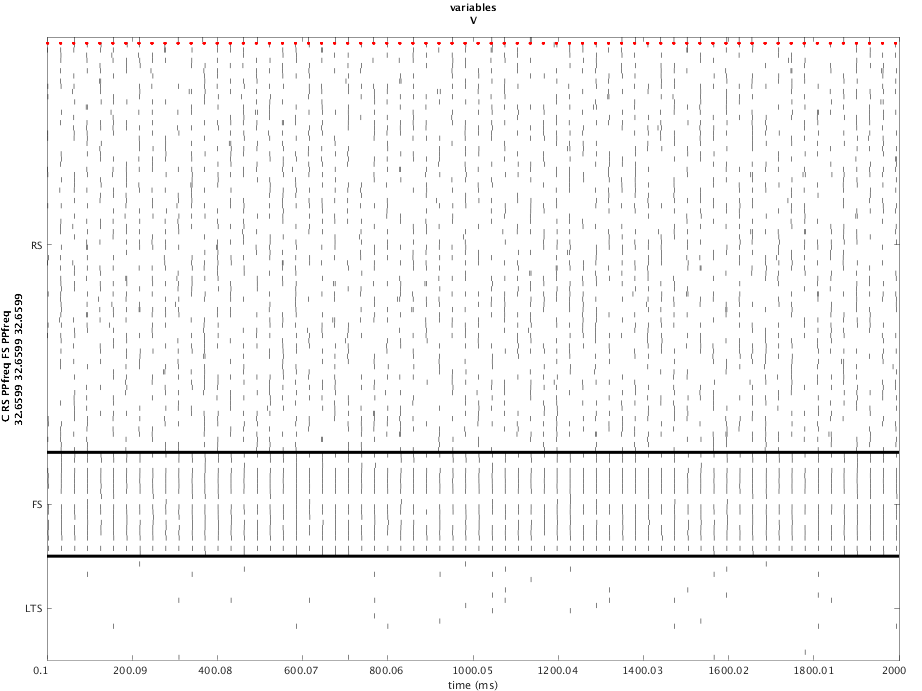 variables
V
RS
FS
LTS
C RS PPfreq FS PPfreq
32.6599 32.6599 32.6599
0.1 200.09 400.08 600.07 800.06 1000.05 1200.04 1400.03 1600.02 1800.01 2000
time (ms)